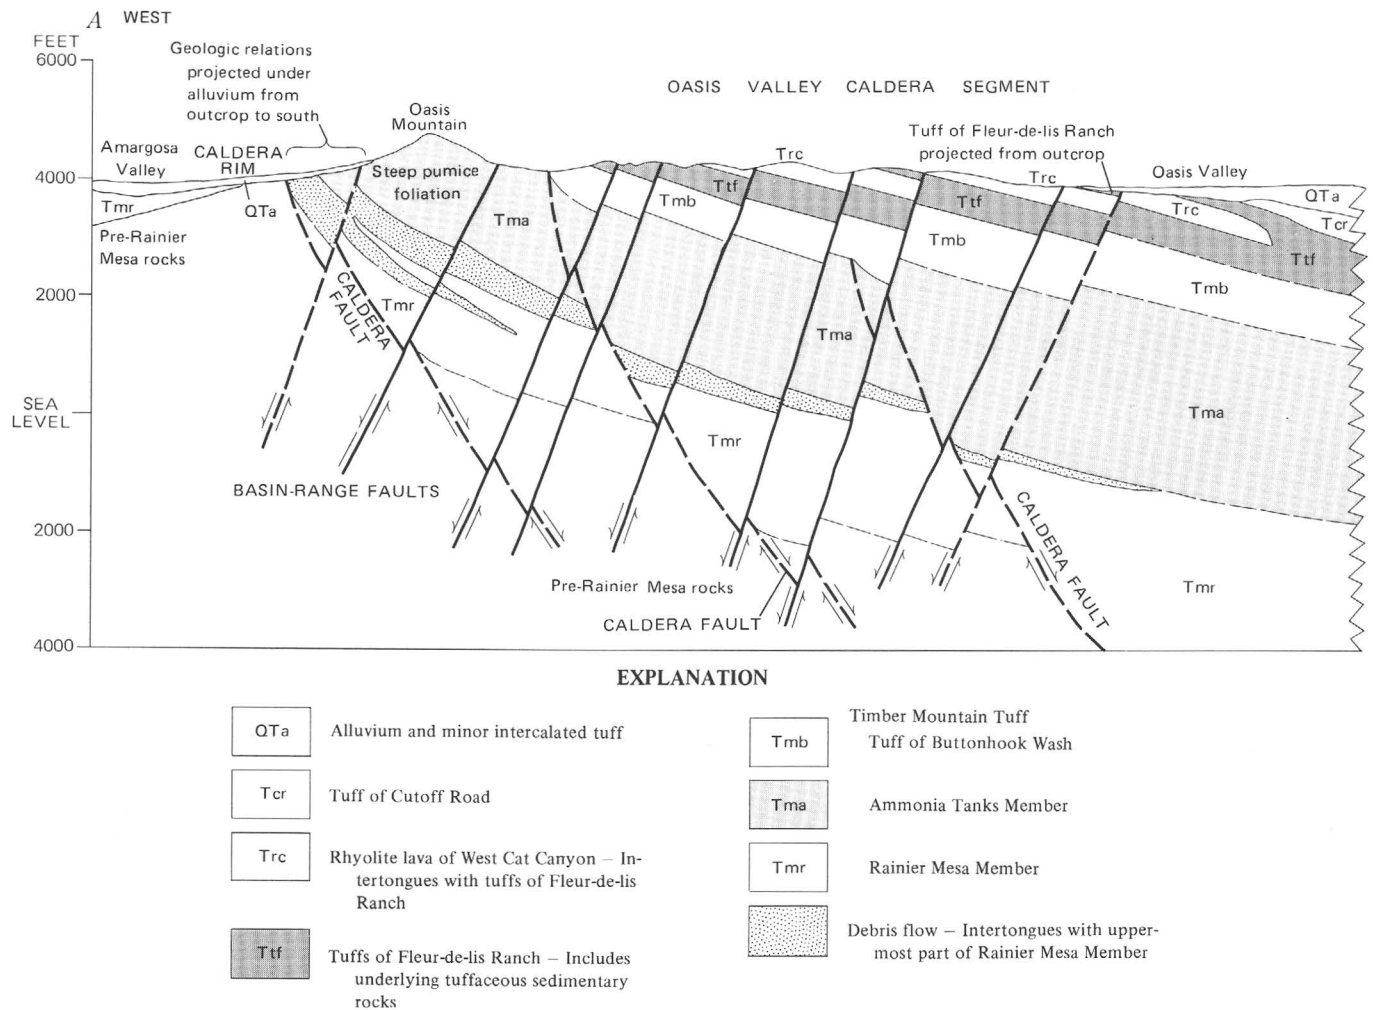 A WEST
FEET
6000
4000
2000
SEA
LEVEL
2000
4000
Geologic relations
projected under
alluvium from
outcrop to south
Amargosa
Valley
CALDERA
RIM
Oasis
Mountain
OASIS VALLEY CALDERA SEGMENT
Tuff of Fleur-de-lis Ranch
projected from outcrop
Oasis Valley
Steep pumice
foliation
QTa
Tmr
Pre-Rainier
Mesa rocks
Tma
Tmb
Ttf
Trc
Ttf
Tmb
Trc
Trc
QTa
Tcr
Ttf
Tmb
CALDERA
FAULT
Tmr
Tma
Tma
Tmr
BASIN-RANGE FAULTS
Pre-Rainier Mesa rocks
CALDERA FAULT
CALDERA FAULT
Tmr
EXPLANATION
QTa
Alluvium and minor intercalated tuff
Tcr
Tuff of Cutoff Road
Trc
Rhyolite lava of West Cat Canyon – In-
tertongues with tuffs of Fleur-de-lis
Ranch
Ttf
Tuffs of Fleur-de-lis Ranch – Includes
underlying tuffaceous sedimentary
rocks
Timber Mountain Tuff
Tmb
Tuff of Buttonhook Wash
Tma
Ammonia Tanks Member
Tmr
Rainier Mesa Member
Debris flow – Intertongues with upper-
most part of Rainier Mesa Member